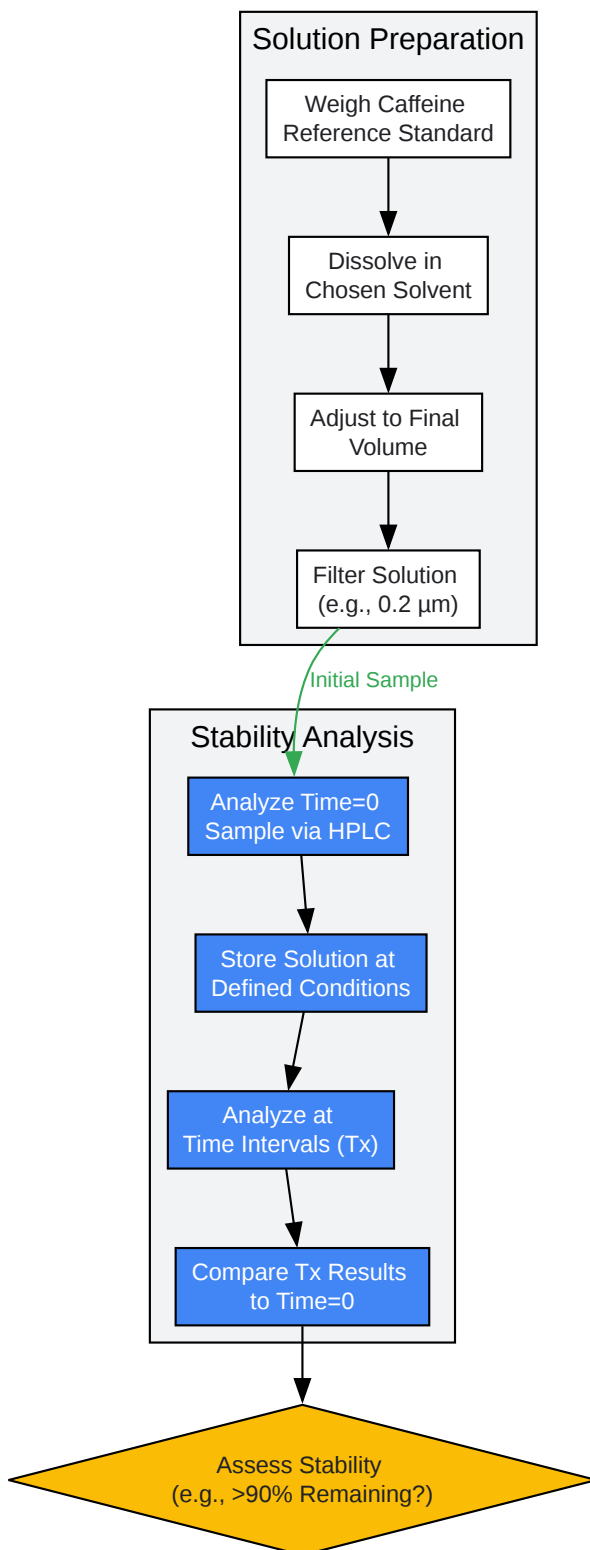 Solution Preparation
Weigh Caffeine
Reference Standard
Dissolve in
Chosen Solvent
Adjust to Final
Volume
Filter Solution
(e.g., 0.2 µm)
Initial Sample
Stability Analysis
Analyze Time=0
Sample via HPLC
Store Solution at
Defined Conditions
Analyze at
Time Intervals (Tx)
Compare Tx Results
to Time=0
Assess Stability
(e.g., >90% Remaining?)